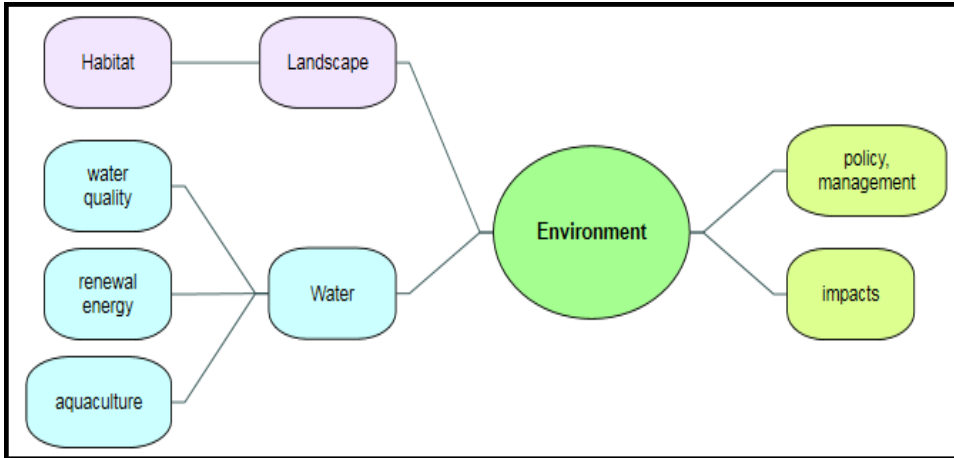 Habitat
Landscape
water
quality
renewal
energy
aquaculture
Water
Environment
policy,
management
impacts